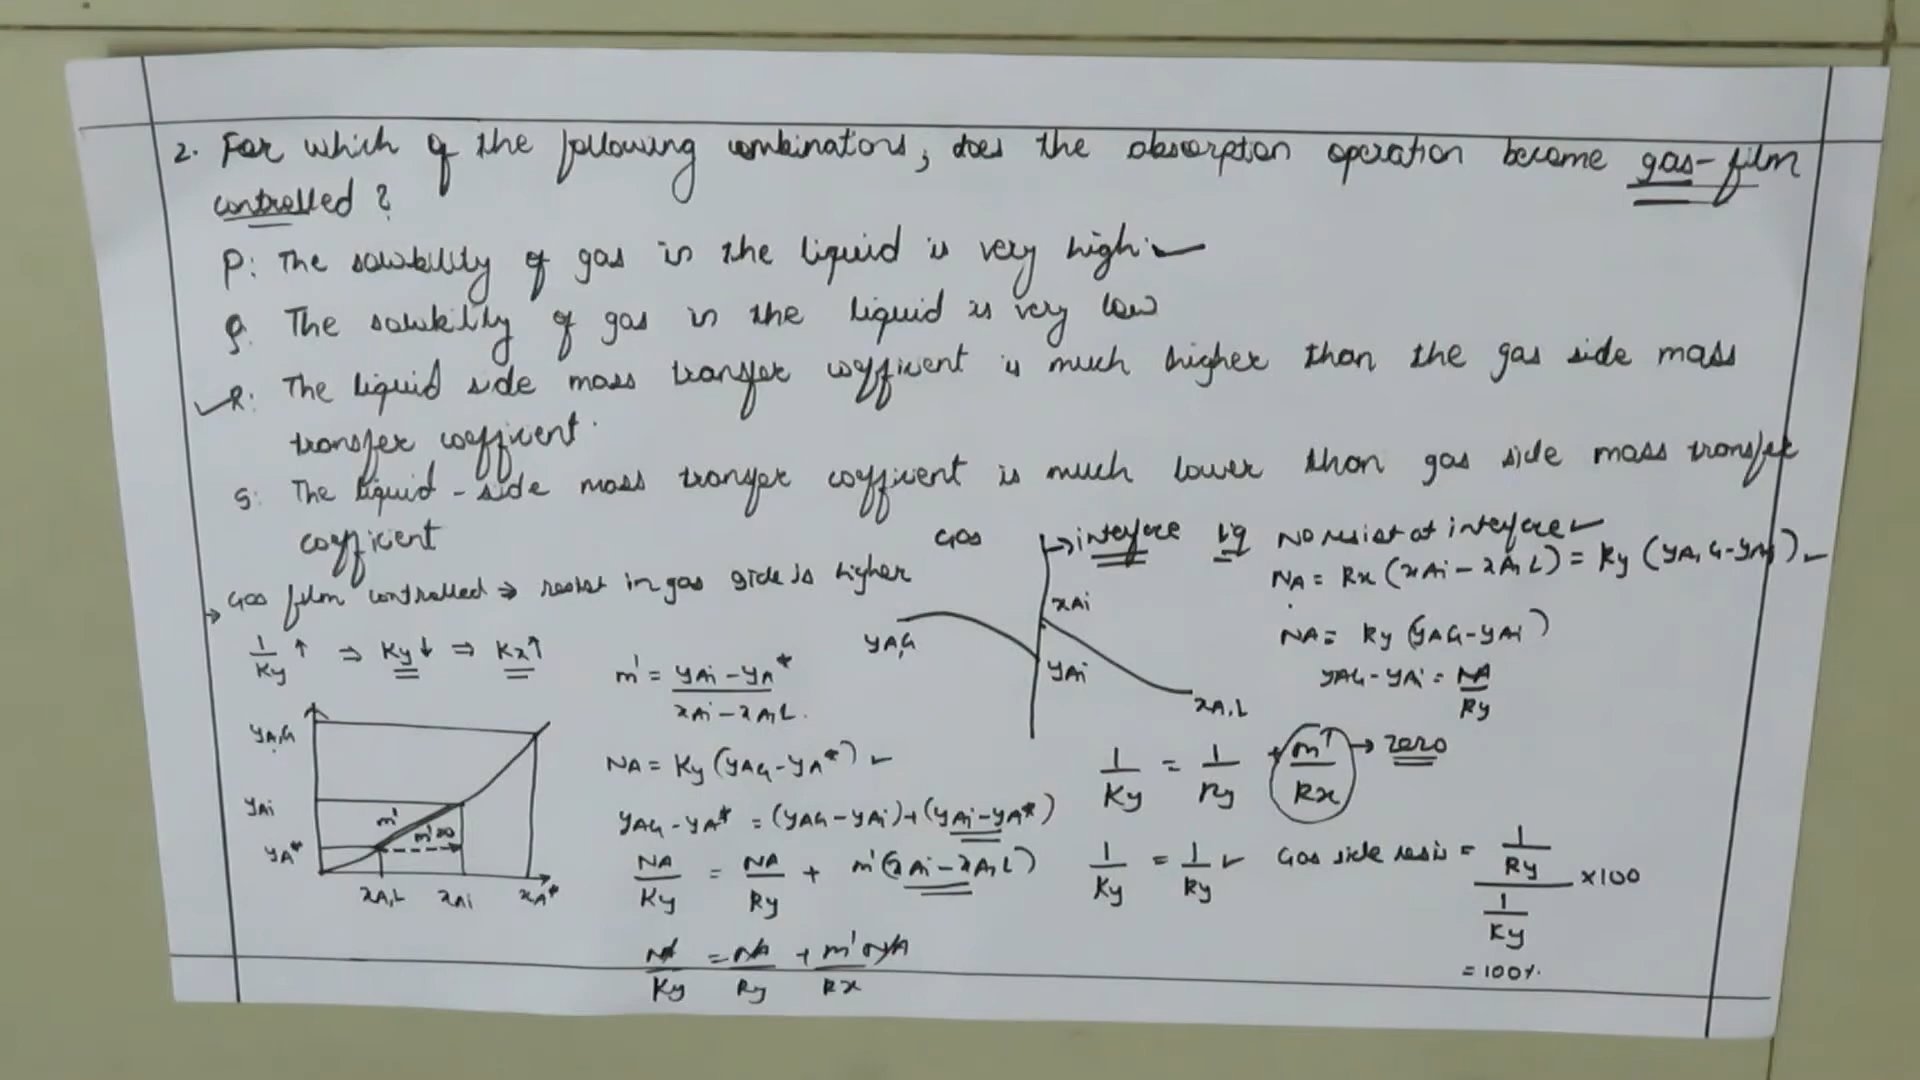 2. For which of the following combinations, does the absorption operation become gas-film
controlled ?
P: The solubility of gas in the liquid is very high.
Q. The solubility of gas in the liquid is very low
R: The liquid side mass transfer coefficient is much higher than the gas side mass
transfer coefficient.
S: The liquid-side mass transfer coefficient is much lower than gas side mass transfer
coefficient
→ Gas film controlled ⇒ resist in gas side is higher
1/ky ↑ ⇒ ky↓ ⇒ kx↑
yA,G
yAi
yA*
m'
m'≈0
xA,L xAi xA*
m' = (yAi - yA*)/(xAi - xA,L).
NA = Ky (yAG - yA*)
yAG - yA* = (yAG - yAi) + (yAi - yA*)
NA/Ky = NA/ky + m'(xAi - xA,L)
NA/Ky = NA/ky + m'NA/kx
Gas → interface Liq
xAi
yA,G
yAi
xA,L
No resist at interface
NA = kx (xAi - xA,L) = ky (yA,G - yAi)
NA = ky (yAG - yAi)
yAG - yAi = NA/ky
1/Ky = 1/ky + m'/kx → zero
1/Ky = 1/ky
Gas side resis = (1/ky)/(1/Ky) × 100
= 100%.